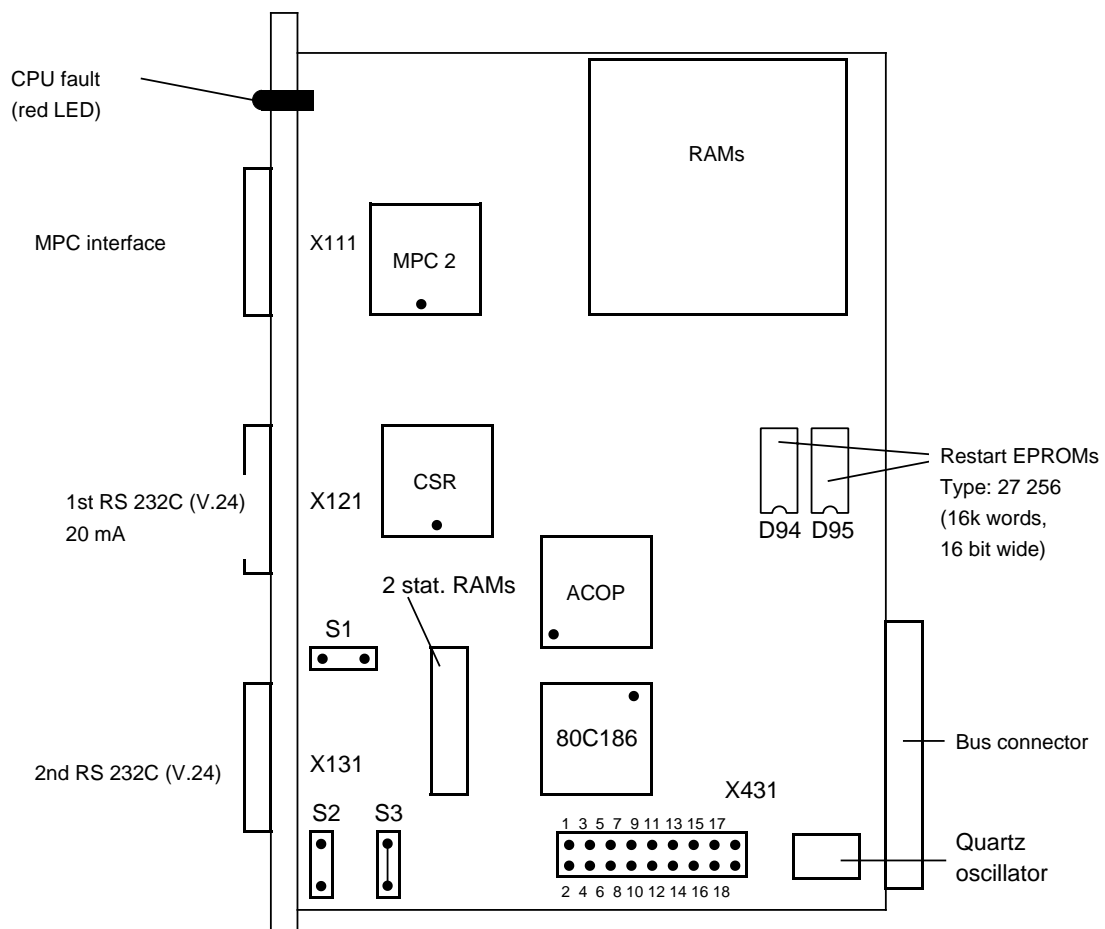 CPU fault
(red LED)
RAMs
MPC interface
X111
MPC 2
1st RS 232C (V.24)
20 mA
X121
CSR
D94 D95
Restart EPROMs
Type: 27 256
(16k words,
16 bit wide)
2 stat. RAMs
ACOP
S1
80C186
Bus connector
2nd RS 232C (V.24)
X131
X431
S2 S3
1 3 5 7 9 11 13 15 17
2 4 6 8 10 12 14 16 18
Quartz
oscillator